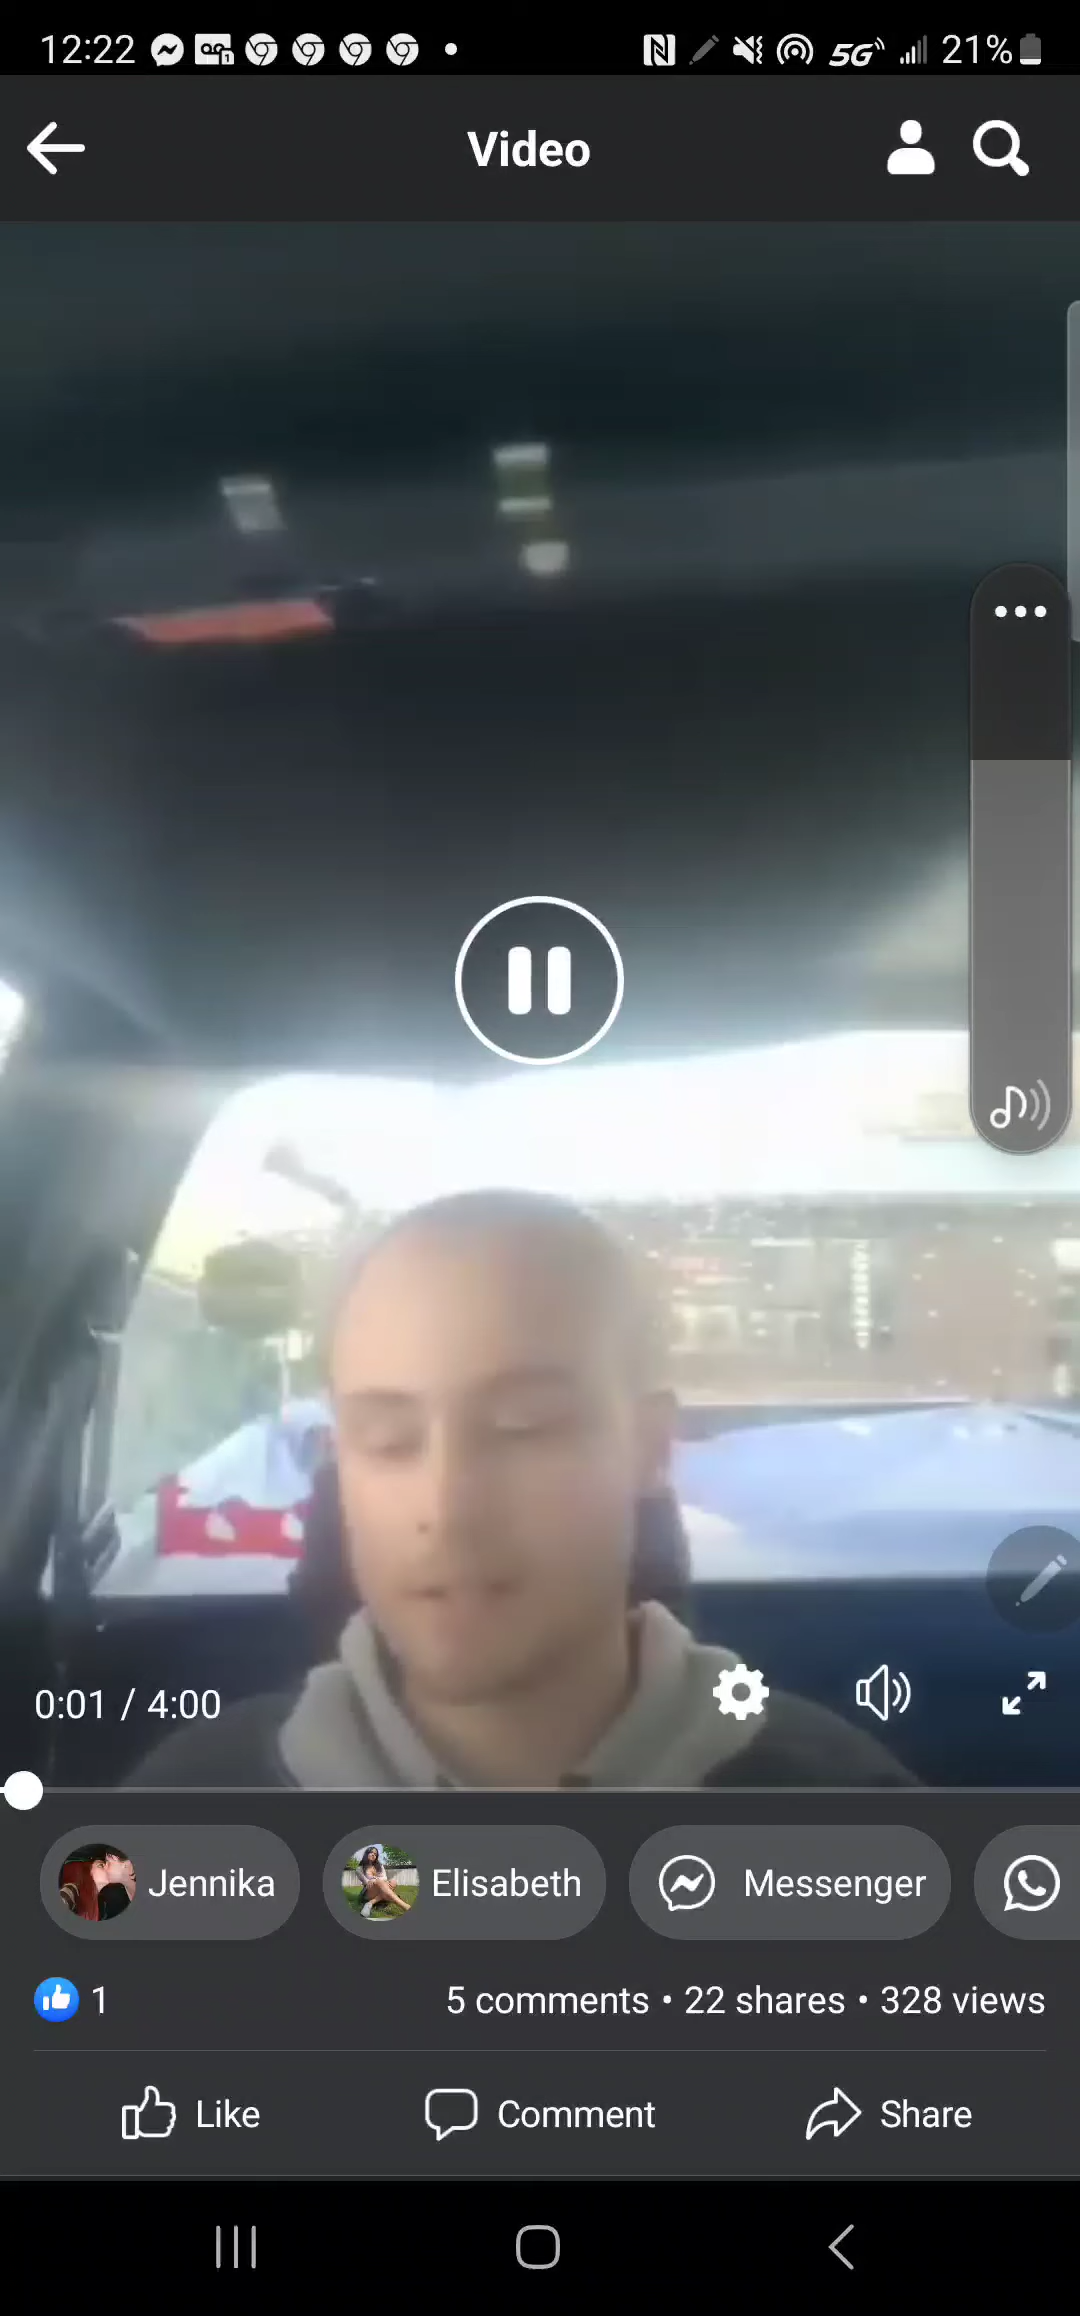 12:22 5G 21%
Video
0:01 / 4:00
Jennika Elisabeth Messenger
1 5 comments • 22 shares • 328 views
Like Comment Share